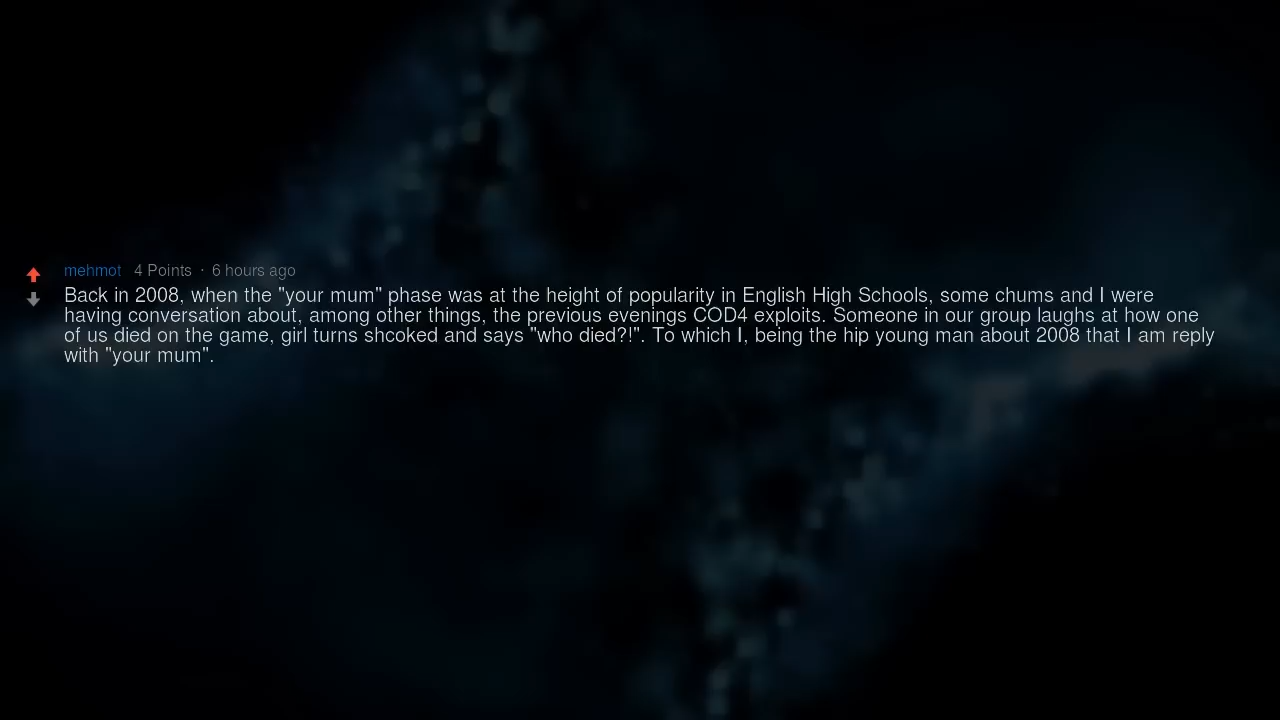 mehmot 4 Points · 6 hours ago
Back in 2008, when the "your mum" phase was at the height of popularity in English High Schools, some chums and I were
having conversation about, among other things, the previous evenings COD4 exploits. Someone in our group laughs at how one
of us died on the game, girl turns shcoked and says "who died?!". To which I, being the hip young man about 2008 that I am reply
with "your mum".